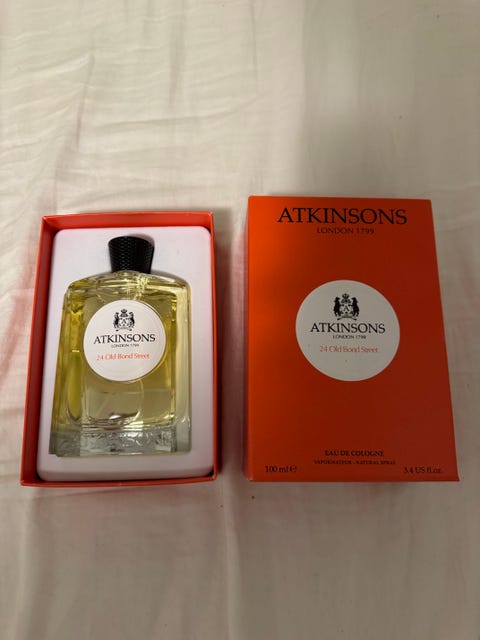 ATKINSONS
LONDON 1799
24 Old Bond Street
ATKINSONS
LONDON 1799
ATKINSONS
LONDON 1799
24 Old Bond Street
EAU DE COLOGNE
VAPORISATEUR - NATURAL SPRAY
100 ml ℮ 3.4 US fl.oz.